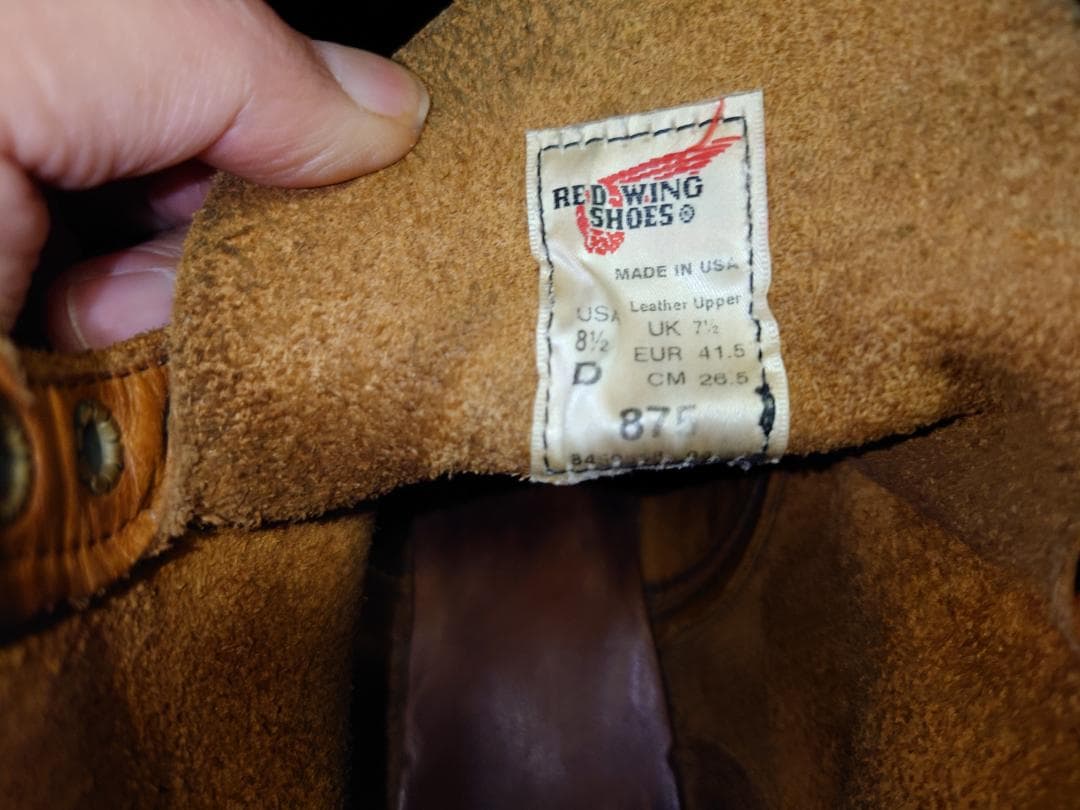 RED WING
SHOES ®
MADE IN USA
Leather Upper
USA UK 7½
8½ EUR 41.5
D CM 26.5
875